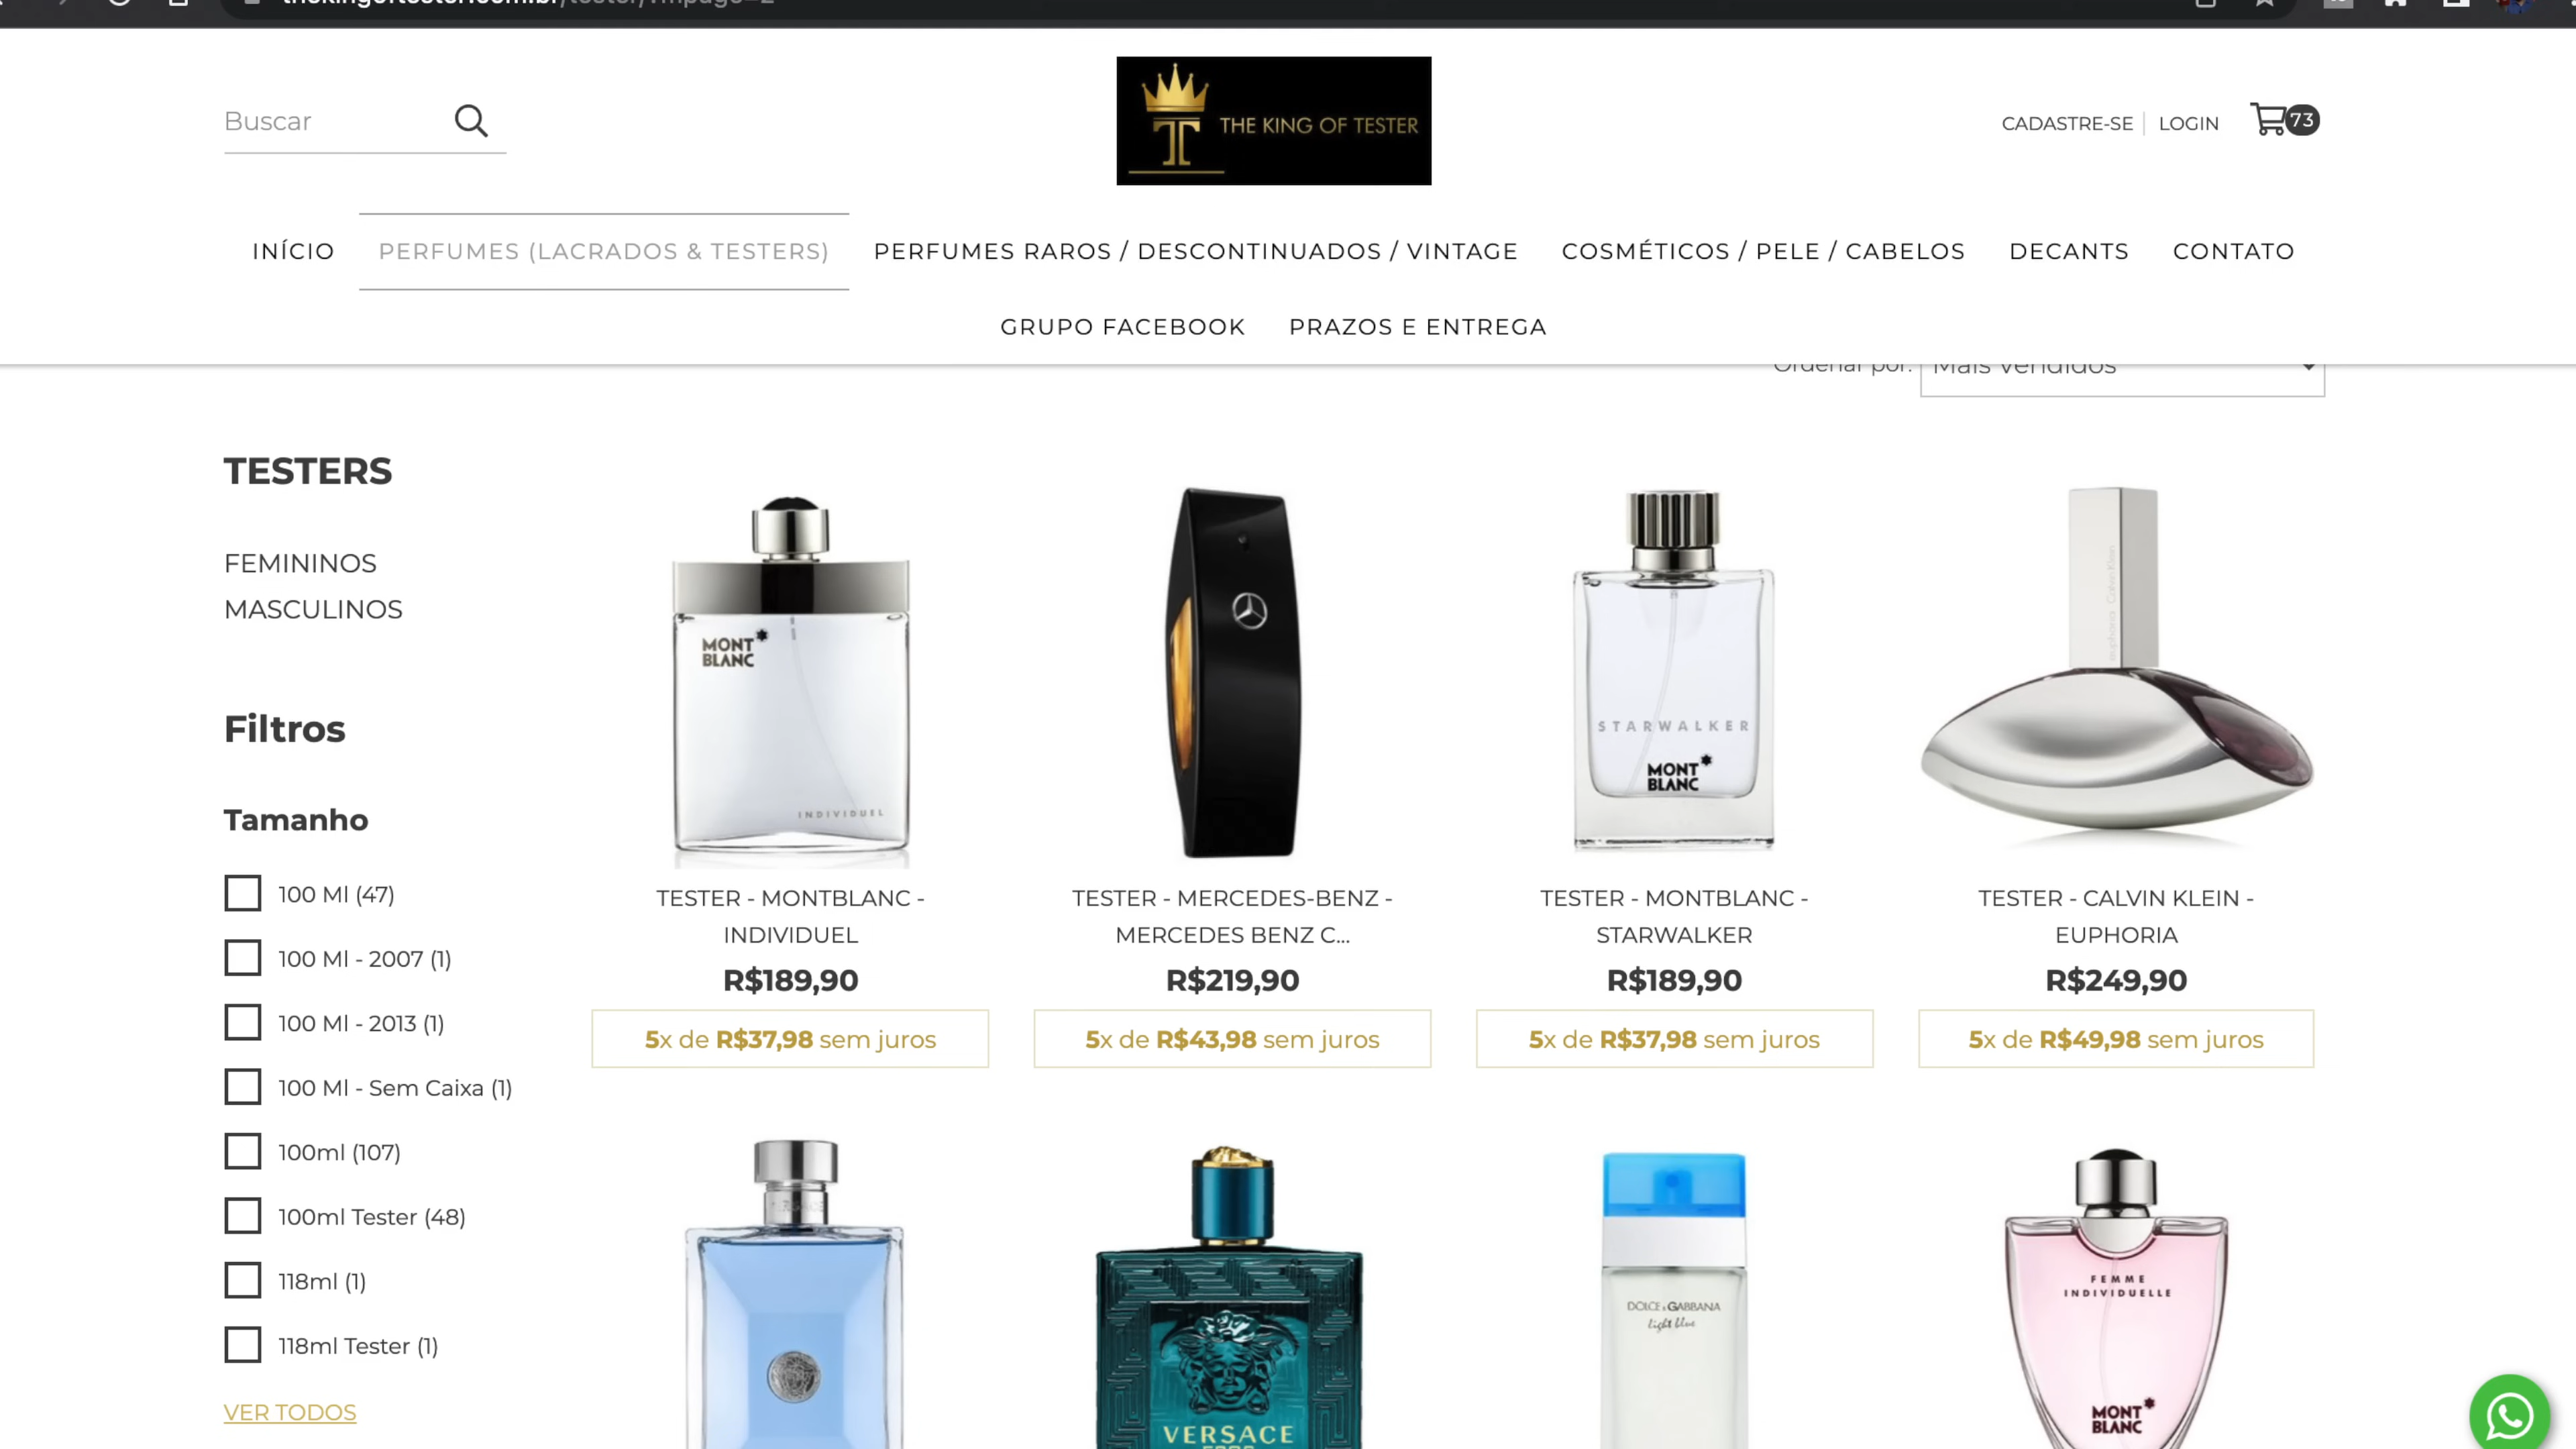 Buscar
THE KING OF TESTER
CADASTRE-SE
LOGIN
73
INÍCIO
PERFUMES (LACRADOS & TESTERS)
PERFUMES RAROS / DESCONTINUADOS / VINTAGE
COSMÉTICOS / PELE / CABELOS
DECANTS
CONTATO
GRUPO FACEBOOK
PRAZOS E ENTREGA
Ordenar por:
Mais Vendidos
TESTERS
FEMININOS
MASCULINOS
Filtros
Tamanho
100 Ml (47)
100 Ml - 2007 (1)
100 Ml - 2013 (1)
100 Ml - Sem Caixa (1)
100ml (107)
100ml Tester (48)
118ml (1)
118ml Tester (1)
VER TODOS
MONT
BLANC
INDIVIDUEL
TESTER - MONTBLANC -
INDIVIDUEL
R$189,90
5x de R$37,98 sem juros
TESTER - MERCEDES-BENZ -
MERCEDES BENZ C...
R$219,90
5x de R$43,98 sem juros
STARWALKER
MONT
BLANC
TESTER - MONTBLANC -
STARWALKER
R$189,90
5x de R$37,98 sem juros
euphoria Calvin Klein
TESTER - CALVIN KLEIN -
EUPHORIA
R$249,90
5x de R$49,98 sem juros
VERSACE
DOLCE & GABBANA
light blue
FEMME
INDIVIDUELLE
MONT
BLANC